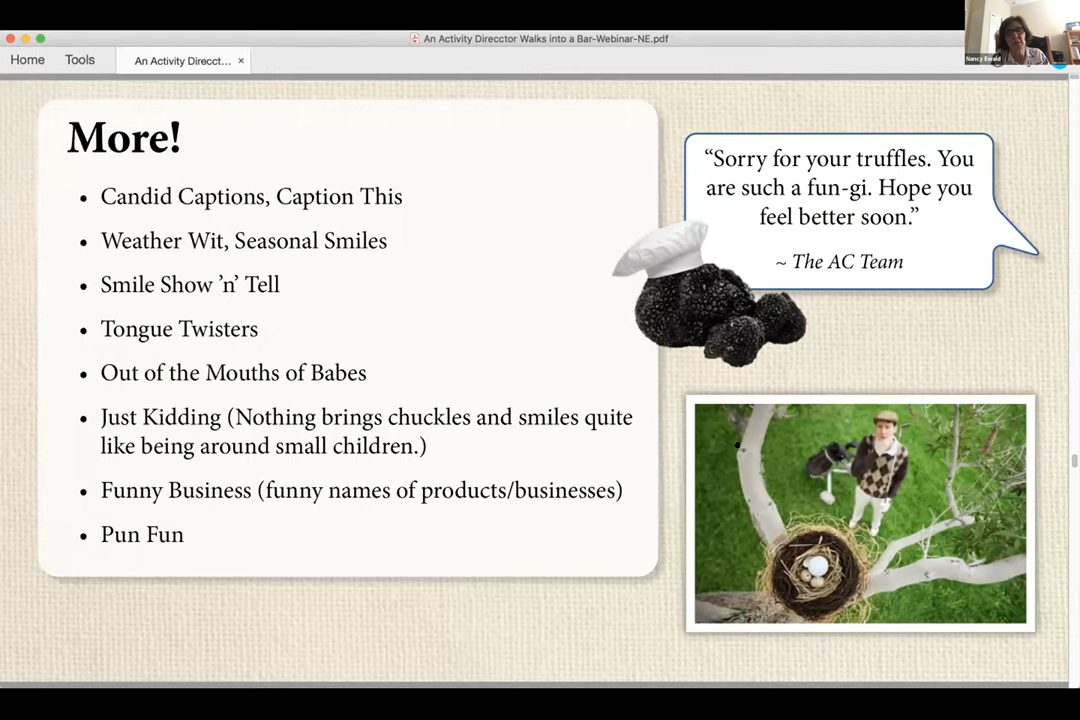 An Activity Direcctor Walks into a Bar-Webinar-NE.pdf
Home Tools An Activity Direcct... ×
Nancy Ewald
More!
• Candid Captions, Caption This
• Weather Wit, Seasonal Smiles
• Smile Show ’n’ Tell
• Tongue Twisters
• Out of the Mouths of Babes
• Just Kidding (Nothing brings chuckles and smiles quite
like being around small children.)
• Funny Business (funny names of products/businesses)
• Pun Fun
“Sorry for your truffles. You
are such a fun-gi. Hope you
feel better soon.”
~ The AC Team